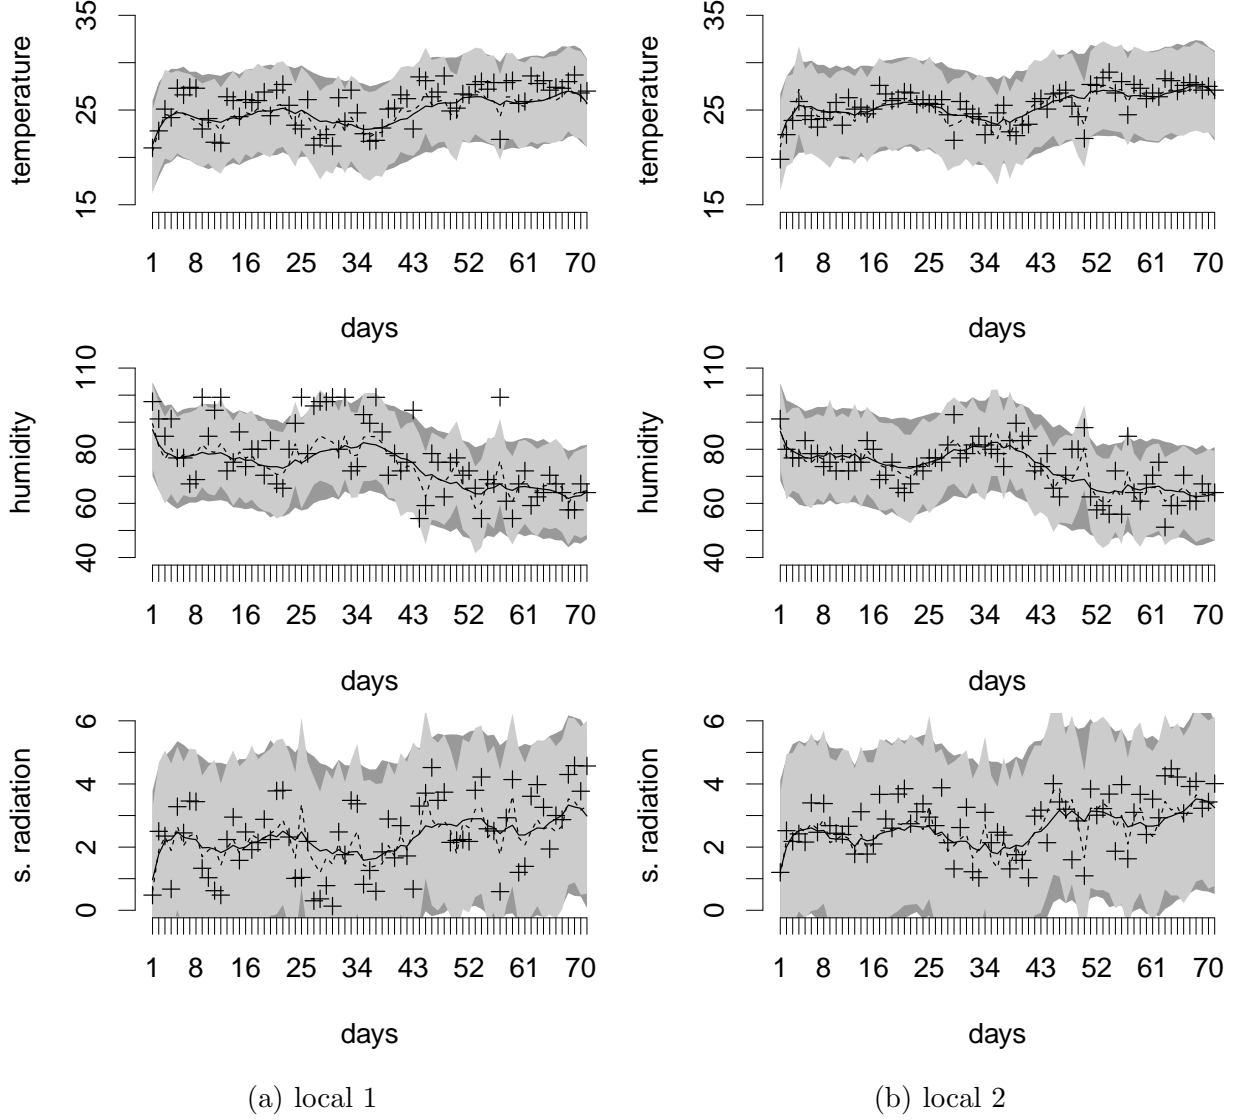 temperature
35
25
15
1 8 16 25 34 43 52 61 70
days
temperature
35
25
15
1 8 16 25 34 43 52 61 70
days
humidity
110
80
60
40
1 8 16 25 34 43 52 61 70
days
humidity
110
80
60
40
1 8 16 25 34 43 52 61 70
days
s. radiation
6
4
2
0
1 8 16 25 34 43 52 61 70
days
s. radiation
6
4
2
0
1 8 16 25 34 43 52 61 70
days
(a) local 1
(b) local 2